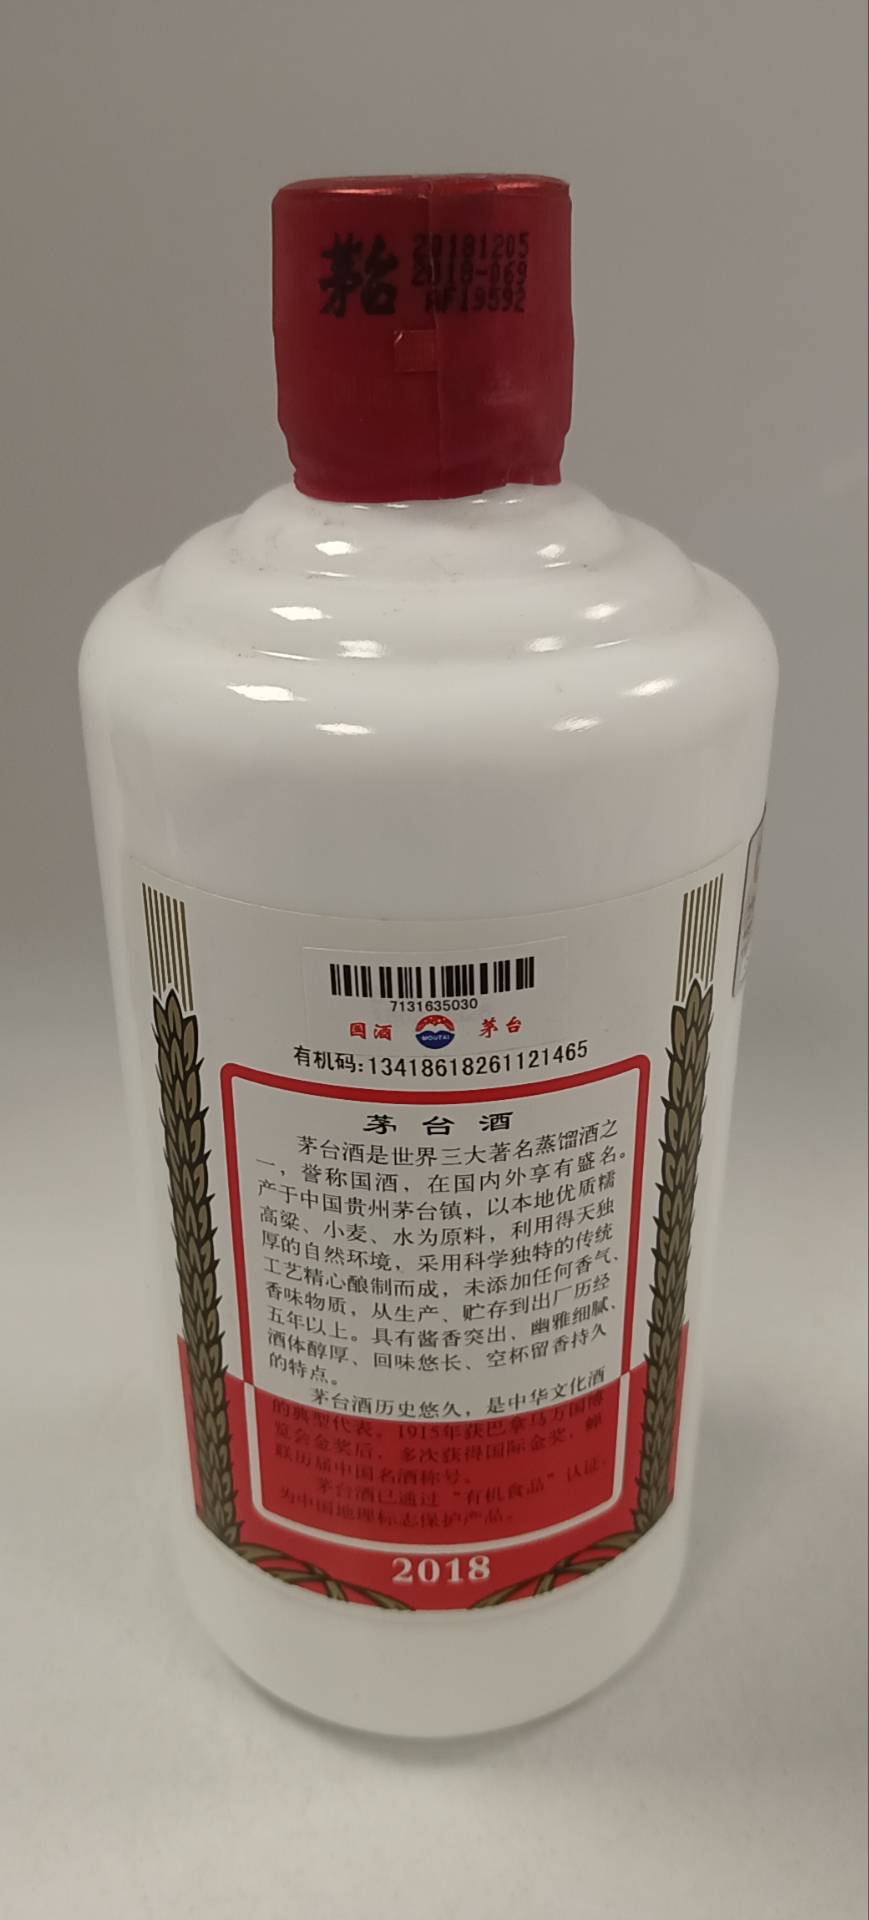 茅台 20181205
2018-069
AF19592
7131635030
国酒 MOUTAI 茅台
有机码:13418618261121465
茅台酒
茅台酒是世界三大著名蒸馏酒之
一，誉称国酒，在国内外享有盛名。
产于中国贵州茅台镇，以本地优质糯
高粱、小麦、水为原料，利用得天独
厚的自然环境，采用科学独特的传统
工艺精心酿制而成，未添加任何香气、
香味物质，从生产、贮存到出厂历经
五年以上。具有酱香突出、幽雅细腻、
酒体醇厚、回味悠长、空杯留香持久
的特点。
茅台酒历史悠久，是中华文化酒
的典型代表。1915年获巴拿马万国博
览会金奖后，多次获得国际金奖，蝉
联历届中国名酒称号。
茅台酒已通过“有机食品”认证，
为中国地理标志保护产品。
2018